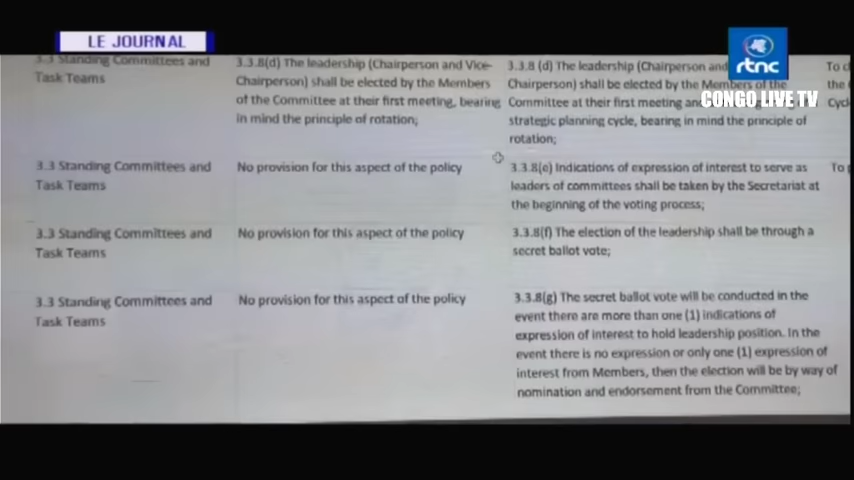 LE JOURNAL
rtnc
CONGO LIVE TV
3.3 Standing Committees and
Task Teams
3.3.8(d) The leadership (Chairperson and Vice-
Chairperson) shall be elected by the Members
of the Committee at their first meeting, bearing
in mind the principle of rotation;
3.3.8 (d) The leadership (Chairperson and
Chairperson) shall be elected by the Members of the
Committee at their first meeting and
strategic planning cycle, bearing in mind the principle of
rotation;
To
the
Cycl
3.3 Standing Committees and
Task Teams
No provision for this aspect of the policy
3.3.8(e) Indications of expression of interest to serve as
leaders of committees shall be taken by the Secretariat at
the beginning of the voting process;
To
3.3 Standing Committees and
Task Teams
No provision for this aspect of the policy
3.3.8(f) The election of the leadership shall be through a
secret ballot vote;
3.3 Standing Committees and
Task Teams
No provision for this aspect of the policy
3.3.8(g) The secret ballot vote will be conducted in the
event there are more than one (1) indications of
expression of interest to hold leadership position. In the
event there is no expression or only one (1) expression of
interest from Members, then the election will be by way of
nomination and endorsement from the Committee;